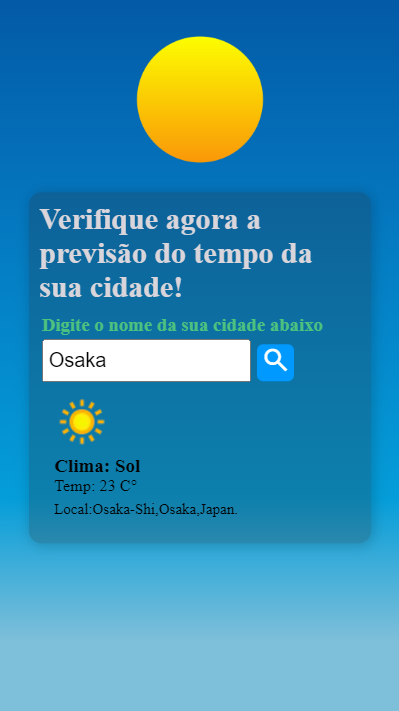 Verifique agora a
previsão do tempo da
sua cidade!
Digite o nome da sua cidade abaixo
Osaka
Clima: Sol
Temp: 23 C°
Local:Osaka-Shi,Osaka,Japan.